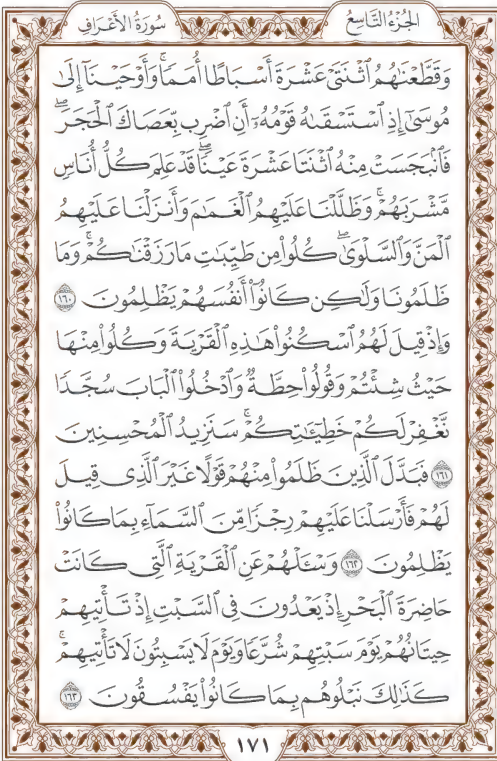 الجُزْءُ التَّاسِعُ
سُورَةُ الأَعْرَافِ
وَقَطَّعْنَٰهُمُ ٱثْنَتَىْ عَشْرَةَ أَسْبَاطًا أُمَمًا ۚ وَأَوْحَيْنَآ إِلَىٰ
مُوسَىٰٓ إِذِ ٱسْتَسْقَىٰهُ قَوْمُهُۥٓ أَنِ ٱضْرِب بِّعَصَاكَ ٱلْحَجَرَ ۖ
فَٱنۢبَجَسَتْ مِنْهُ ٱثْنَتَا عَشْرَةَ عَيْنًا ۖ قَدْ عَلِمَ كُلُّ أُنَاسٍ
مَّشْرَبَهُمْ ۚ وَظَلَّلْنَا عَلَيْهِمُ ٱلْغَمَٰمَ وَأَنزَلْنَا عَلَيْهِمُ
ٱلْمَنَّ وَٱلسَّلْوَىٰ ۖ كُلُوا۟ مِن طَيِّبَٰتِ مَا رَزَقْنَٰكُمْ ۚ وَمَا
ظَلَمُونَا وَلَٰكِن كَانُوٓا۟ أَنفُسَهُمْ يَظْلِمُونَ ١٦٠
وَإِذْ قِيلَ لَهُمُ ٱسْكُنُوا۟ هَٰذِهِ ٱلْقَرْيَةَ وَكُلُوا۟ مِنْهَا
حَيْثُ شِئْتُمْ وَقُولُوا۟ حِطَّةٌ وَٱدْخُلُوا۟ ٱلْبَابَ سُجَّدًا
نَّغْفِرْ لَكُمْ خَطِيٓـَٰٔتِكُمْ ۚ سَنَزِيدُ ٱلْمُحْسِنِينَ
١٦١ فَبَدَّلَ ٱلَّذِينَ ظَلَمُوا۟ مِنْهُمْ قَوْلًا غَيْرَ ٱلَّذِى قِيلَ
لَهُمْ فَأَرْسَلْنَا عَلَيْهِمْ رِجْزًا مِّنَ ٱلسَّمَآءِ بِمَا كَانُوا۟
يَظْلِمُونَ ١٦٢ وَسْـَٔلْهُمْ عَنِ ٱلْقَرْيَةِ ٱلَّتِى كَانَتْ
حَاضِرَةَ ٱلْبَحْرِ إِذْ يَعْدُونَ فِى ٱلسَّبْتِ إِذْ تَأْتِيهِمْ
حِيتَانُهُمْ يَوْمَ سَبْتِهِمْ شُرَّعًا وَيَوْمَ لَا يَسْبِتُونَ لَا تَأْتِيهِمْ ۚ
كَذَٰلِكَ نَبْلُوهُم بِمَا كَانُوا۟ يَفْسُقُونَ ١٦٣
١٧١